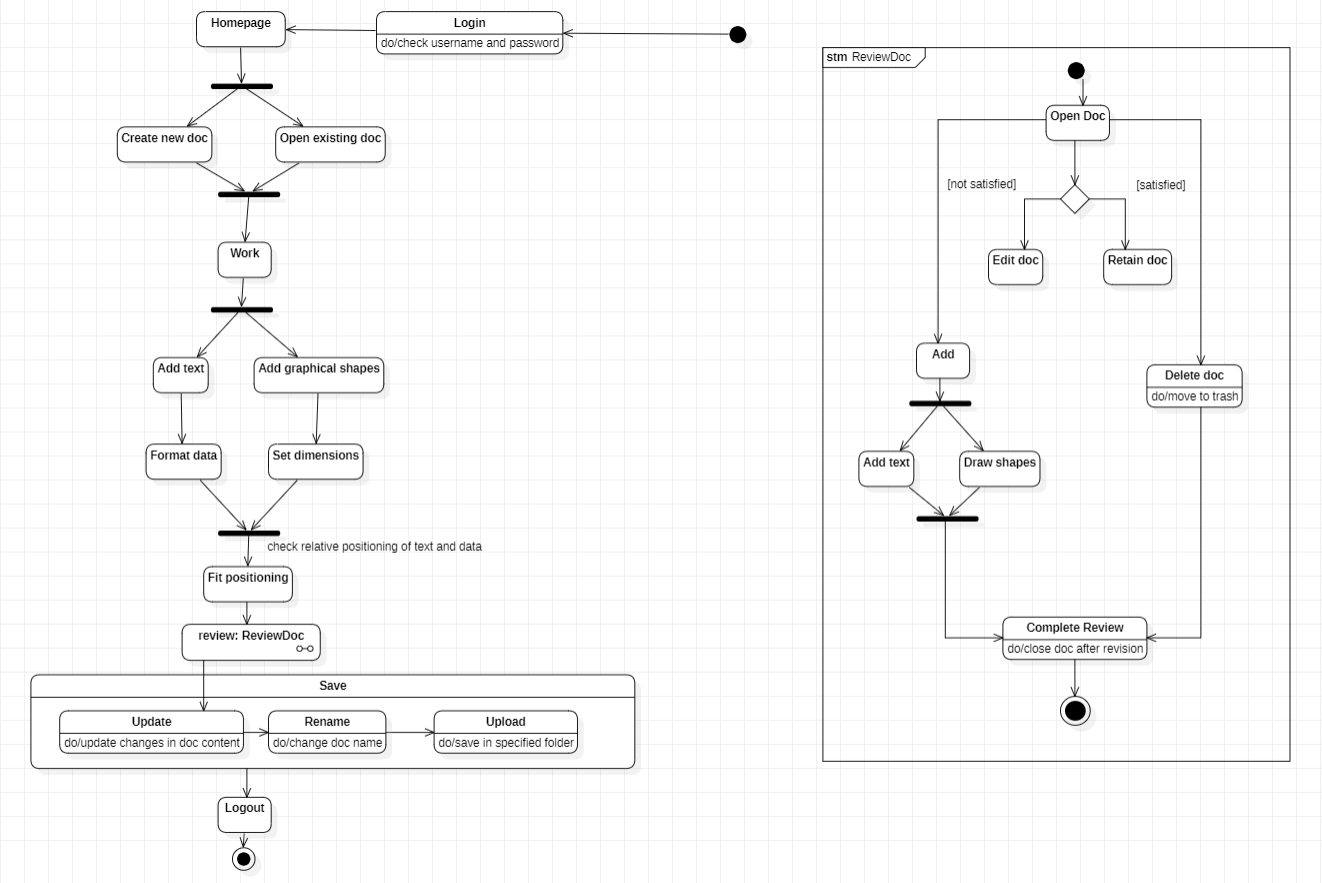 Homepage
Login
do/check username and password
Create new doc
Open existing doc
Work
Add text
Add graphical shapes
Format data
Set dimensions
check relative positioning of text and data
Fit positioning
review: ReviewDoc
Save
Update
do/update changes in doc content
Rename
do/change doc name
Upload
do/save in specified folder
Logout
stm ReviewDoc
Open Doc
[not satisfied]
[satisfied]
Edit doc
Retain doc
Add
Delete doc
do/move to trash
Add text
Draw shapes
Complete Review
do/close doc after revision